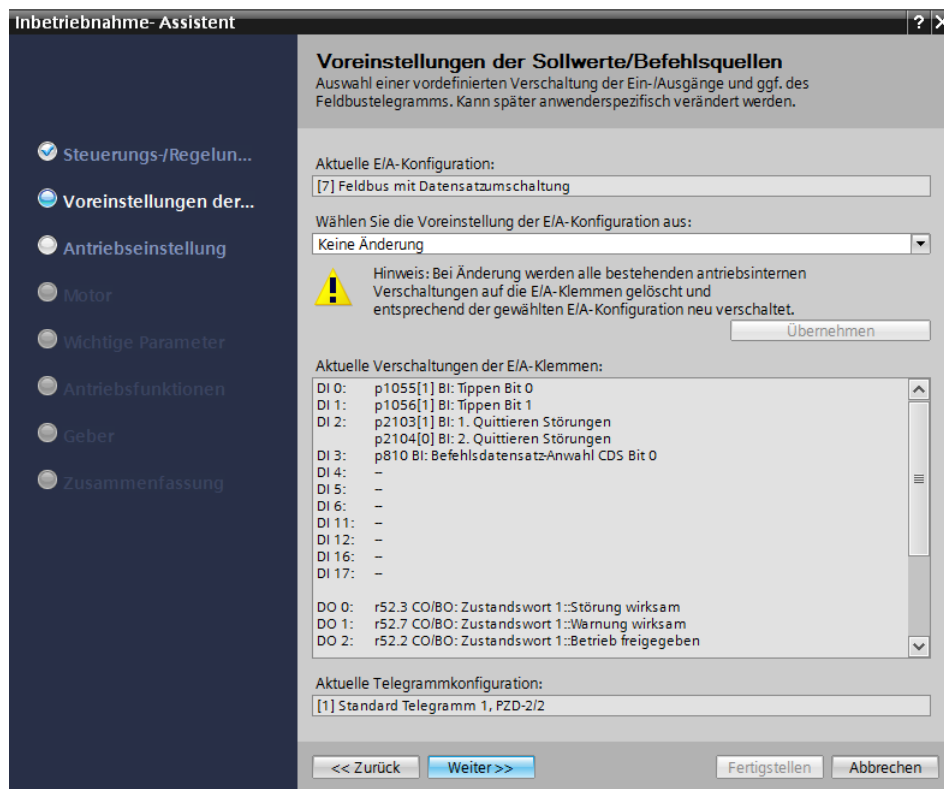 Inbetriebnahme- Assistent
? X
Steuerungs-/Regelun...
Voreinstellungen der...
Antriebseinstellung
Motor
Wichtige Parameter
Antriebsfunktionen
Geber
Zusammenfassung
Voreinstellungen der Sollwerte/Befehlsquellen
Auswahl einer vordefinierten Verschaltung der Ein-/Ausgänge und ggf. des
Feldbustelegramms. Kann später anwenderspezifisch verändert werden.
Aktuelle E/A-Konfiguration:
[7] Feldbus mit Datensatzumschaltung
Wählen Sie die Voreinstellung der E/A-Konfiguration aus:
Keine Änderung
Hinweis: Bei Änderung werden alle bestehenden antriebsinternen
Verschaltungen auf die E/A-Klemmen gelöscht und
entsprechend der gewählten E/A-Konfiguration neu verschaltet.
Übernehmen
Aktuelle Verschaltungen der E/A-Klemmen:
DI 0: p1055[1] BI: Tippen Bit 0
DI 1: p1056[1] BI: Tippen Bit 1
DI 2: p2103[1] BI: 1. Quittieren Störungen
p2104[0] BI: 2. Quittieren Störungen
DI 3: p810 BI: Befehlsdatensatz-Anwahl CDS Bit 0
DI 4: --
DI 5: --
DI 6: --
DI 11: --
DI 12: --
DI 16: --
DI 17: --
DO 0: r52.3 CO/BO: Zustandswort 1::Störung wirksam
DO 1: r52.7 CO/BO: Zustandswort 1::Warnung wirksam
DO 2: r52.2 CO/BO: Zustandswort 1::Betrieb freigegeben
Aktuelle Telegrammkonfiguration:
[1] Standard Telegramm 1, PZD-2/2
<< Zurück Weiter >> Fertigstellen Abbrechen